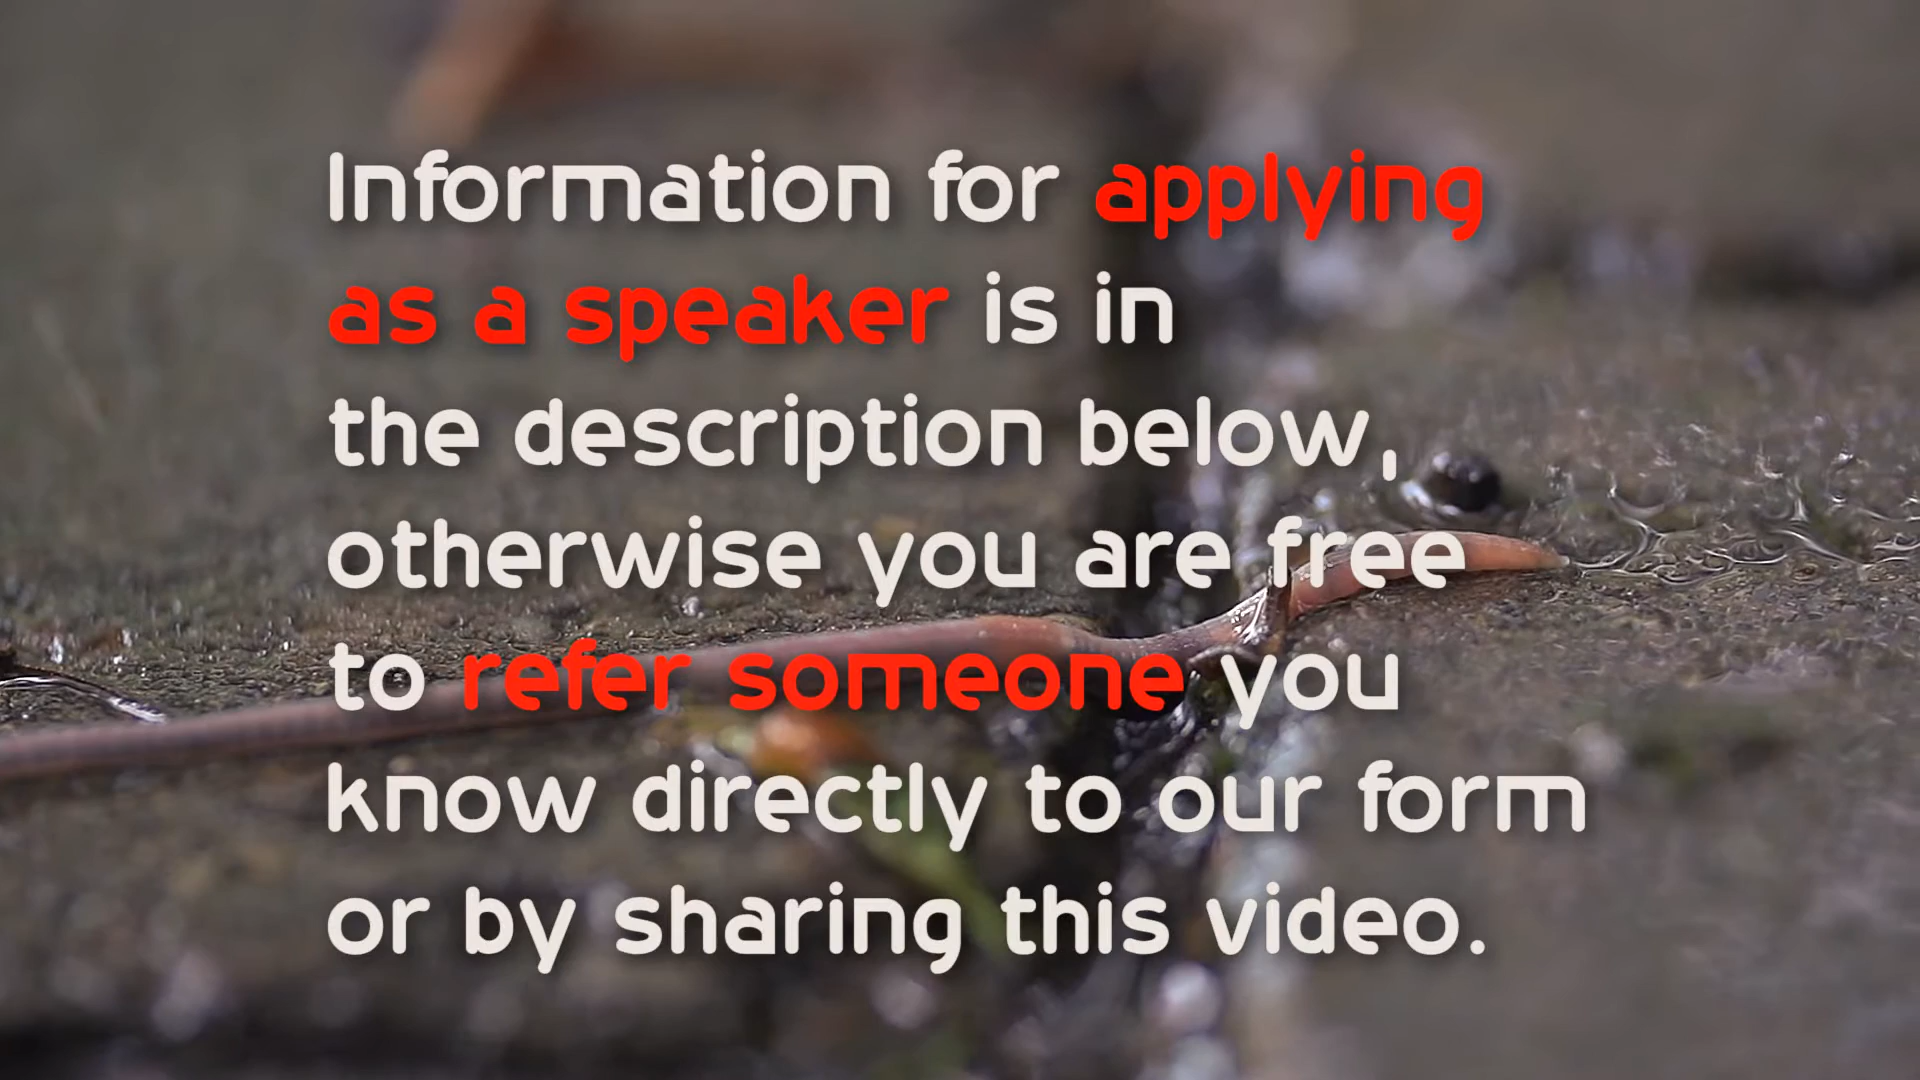 Information for applying
as a speaker is in
the description below,
otherwise you are free
to refer someone you
know directly to our form
or by sharing this video.